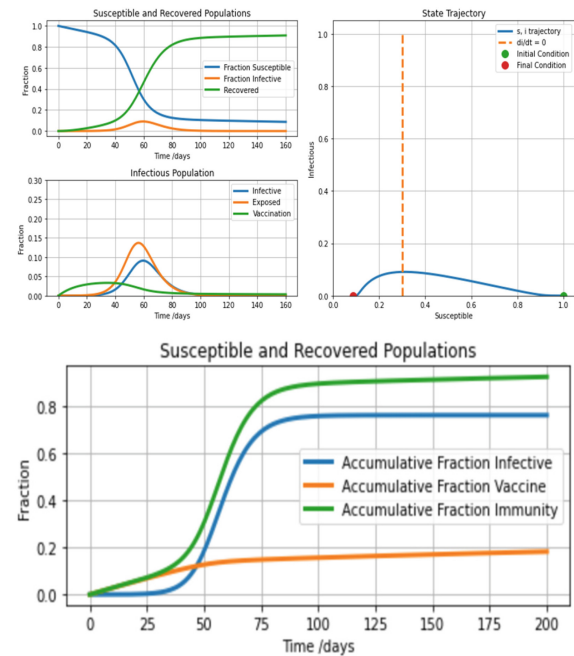 Susceptible and Recovered Populations
1.0
0.8
0.6
0.4
0.2
0.0
Fraction
Fraction Susceptible
Fraction Infective
Recovered
0 20 40 60 80 100 120 140 160
Time /days
Infectious Population
0.30
0.25
0.20
0.15
0.10
0.05
0.00
Fraction
Infective
Exposed
Vaccination
0 20 40 60 80 100 120 140 160
Time /days
State Trajectory
1.0
0.8
0.6
0.4
0.2
0.0
Infectious
s, i trajectory
di/dt = 0
Initial Condition
Final Condition
0.0 0.2 0.4 0.6 0.8 1.0
Susceptible
Susceptible and Recovered Populations
0.8
0.6
0.4
0.2
0.0
Fraction
Accumulative Fraction Infective
Accumulative Fraction Vaccine
Accumulative Fraction Immunity
0 25 50 75 100 125 150 175 200
Time /days